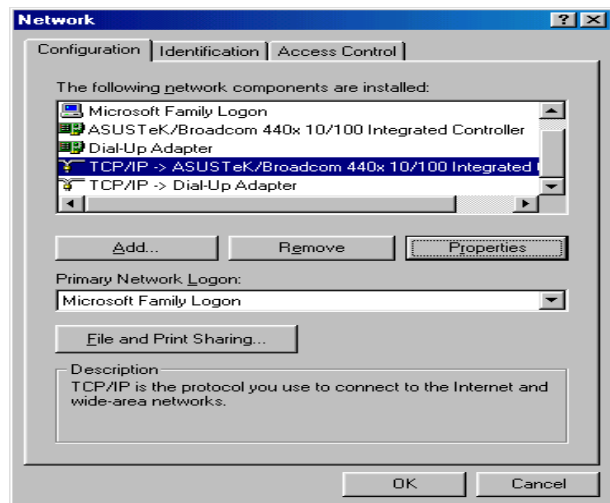 Network
Configuration Identification Access Control
The following network components are installed:
Microsoft Family Logon
ASUSTeK/Broadcom 440x 10/100 Integrated Controller
Dial-Up Adapter
TCP/IP -> ASUSTeK/Broadcom 440x 10/100 Integrated
TCP/IP -> Dial-Up Adapter
Add... Remove Properties
Primary Network Logon:
Microsoft Family Logon
File and Print Sharing...
Description
TCP/IP is the protocol you use to connect to the Internet and
wide-area networks.
OK Cancel